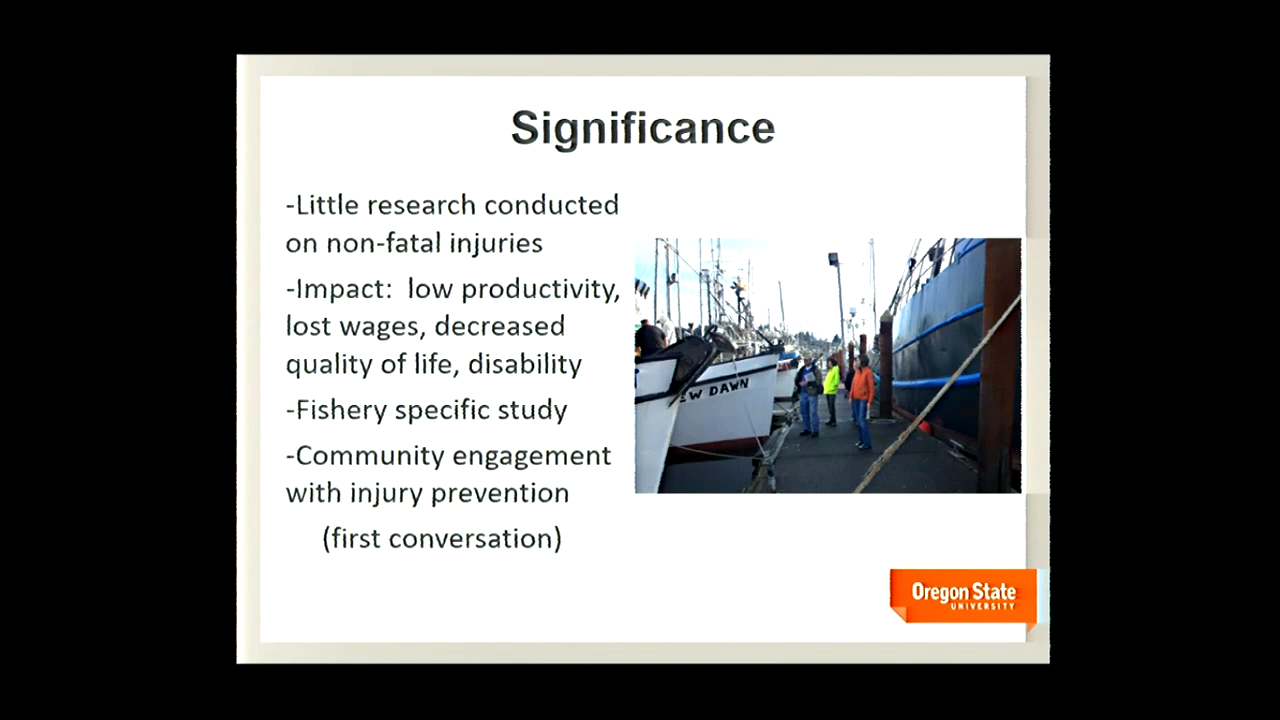 Significance
-Little research conducted
on non-fatal injuries
-Impact:  low productivity,
lost wages, decreased
quality of life, disability
-Fishery specific study
-Community engagement
with injury prevention
(first conversation)
EW DAWN
Oregon State
UNIVERSITY